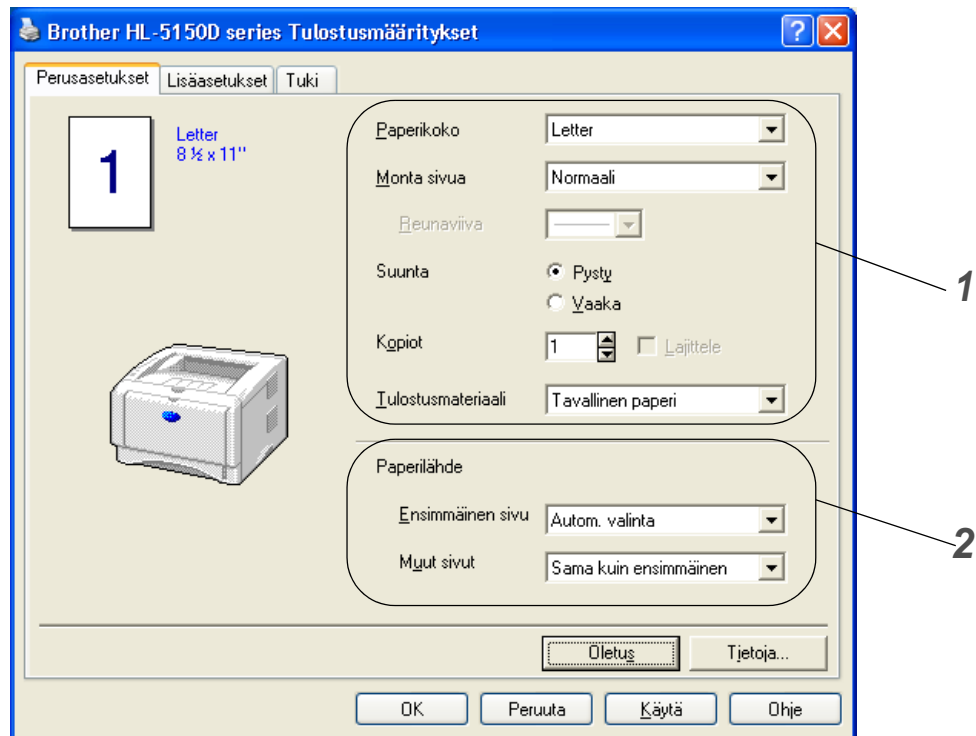 Brother HL-5150D series Tulostusmääritykset
Perusasetukset Lisäasetukset Tuki
1
Letter
8 ½ x 11"
Paperikoko Letter
Monta sivua Normaali
Reunaviiva
Suunta Pysty
Vaaka
Kopiot 1 Lajittele
Tulostusmateriaali Tavallinen paperi
1
Paperilähde
Ensimmäinen sivu Autom. valinta
Muut sivut Sama kuin ensimmäinen
2
Oletus Tietoja...
OK Peruuta Käytä Ohje